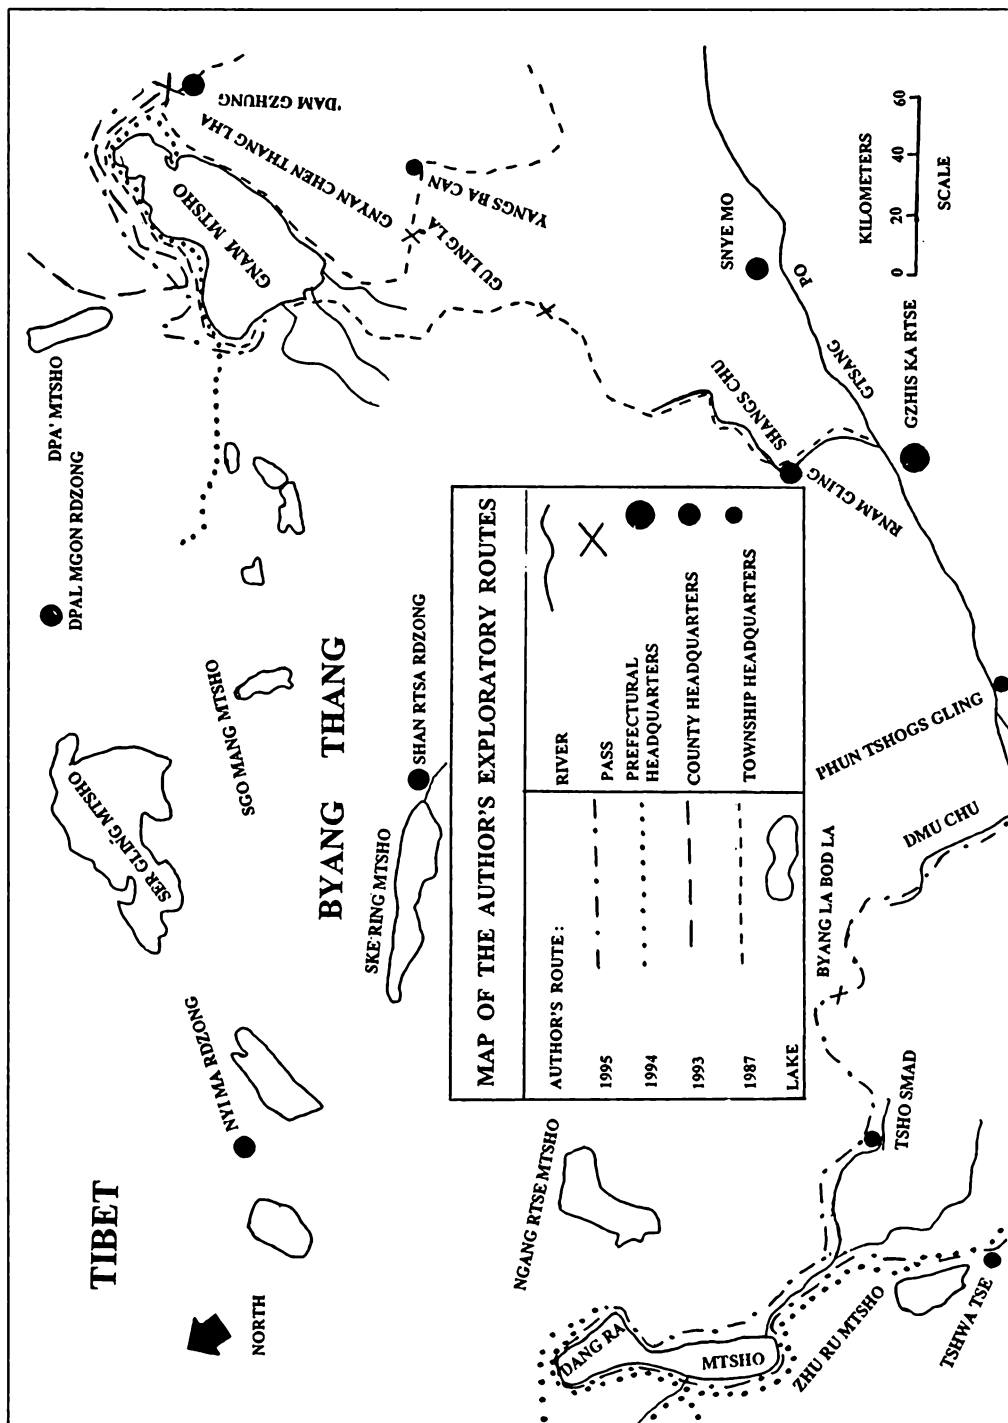 TIBET
NORTH
NYI MA RDZONG
SER GLING MTSHO
DPAL MGON RDZONG
DPA' MTSHO
SGO MANG MTSHO
BYANG THANG
GNAM MTSHO
GNYAN CHEN THANG LHA
'DAM GZHUNG
GU LING LA
YANGS BA CAN
SKE RING MTSHO
SHAN RTSA RDZONG
NGANG RTSE MTSHO
DANG RA
MTSHO
ZHU RU MTSHO
TSHWA TSE
TSHO SMAD
BYANG LA BOD LA
DMU CHU
PHUN TSHOGS GLING
RNAM GLING
SHANGS CHU
GTSANG
PO
SNYE MO
GZHIS KA RTSE
MAP OF THE AUTHOR'S EXPLORATORY ROUTES
AUTHOR'S ROUTE :
1995
1994
1993
1987
LAKE
RIVER
PASS
PREFECTURAL
HEADQUARTERS
COUNTY HEADQUARTERS
TOWNSHIP HEADQUARTERS
KILOMETERS
0 20 40 60
SCALE